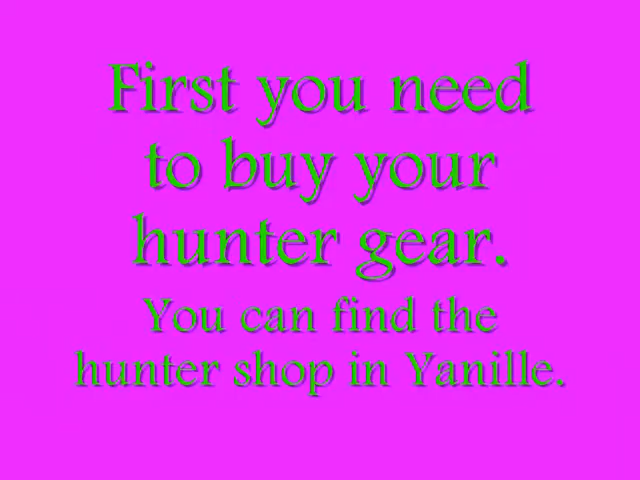 First you need
to buy your
hunter gear.
You can find the
hunter shop in Yanille.